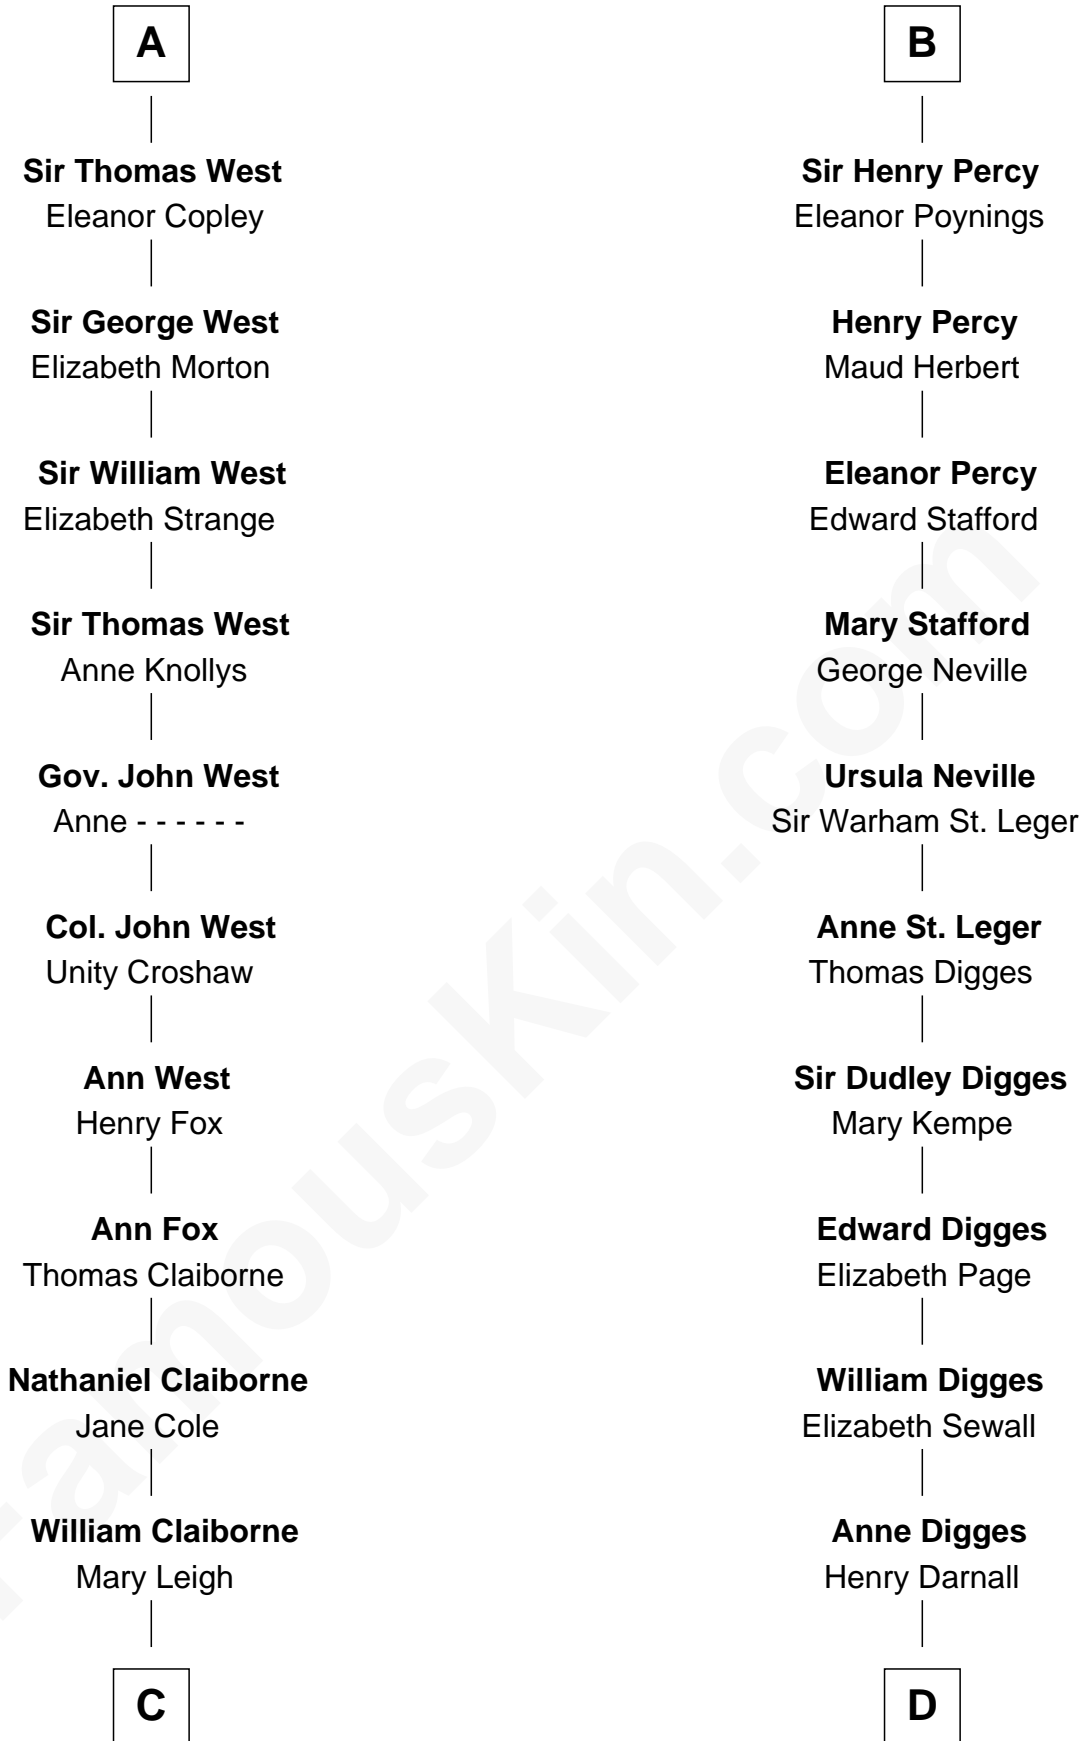 A
Sir Thomas West
Eleanor Copley
Sir George West
Elizabeth Morton
Sir William West
Elizabeth Strange
Sir Thomas West
Anne Knollys
Gov. John West
Anne - - - - - -
Col. John West
Unity Croshaw
Ann West
Henry Fox
Ann Fox
Thomas Claiborne
Nathaniel Claiborne
Jane Cole
William Claiborne
Mary Leigh
C
B
Sir Henry Percy
Eleanor Poynings
Henry Percy
Maud Herbert
Eleanor Percy
Edward Stafford
Mary Stafford
George Neville
Ursula Neville
Sir Warham St. Leger
Anne St. Leger
Thomas Digges
Sir Dudley Digges
Mary Kempe
Edward Digges
Elizabeth Page
William Digges
Elizabeth Sewall
Anne Digges
Henry Darnall
D
FamousKin.com